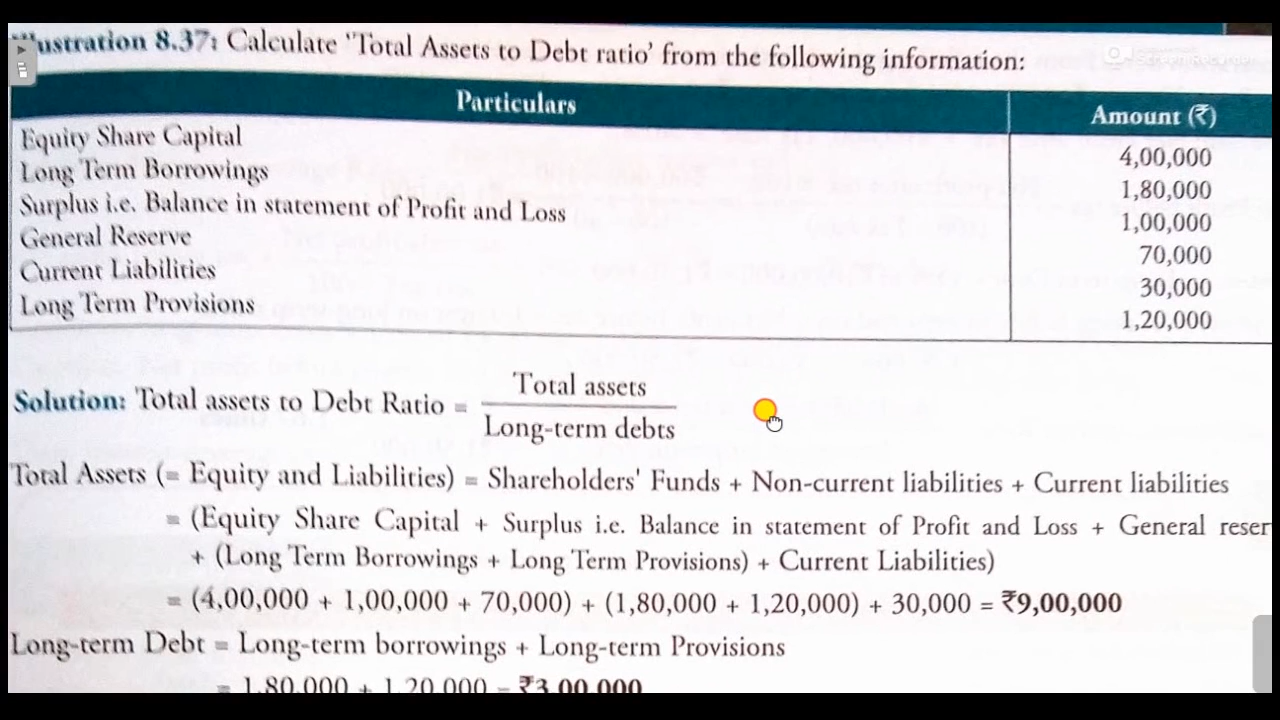 llustration 8.37: Calculate 'Total Assets to Debt ratio' from the following information:
Particulars Amount (₹)
Equity Share Capital 4,00,000
Long Term Borrowings 1,80,000
Surplus i.e. Balance in statement of Profit and Loss 1,00,000
General Reserve 70,000
Current Liabilities 30,000
Long Term Provisions 1,20,000
Solution: Total assets to Debt Ratio = Total assets / Long-term debts
Total Assets (= Equity and Liabilities) = Shareholders' Funds + Non-current liabilities + Current liabilities
= (Equity Share Capital + Surplus i.e. Balance in statement of Profit and Loss + General reser
+ (Long Term Borrowings + Long Term Provisions) + Current Liabilities)
= (4,00,000 + 1,00,000 + 70,000) + (1,80,000 + 1,20,000) + 30,000 = ₹9,00,000
Long-term Debt = Long-term borrowings + Long-term Provisions
= 1,80,000 + 1,20,000 = ₹3,00,000